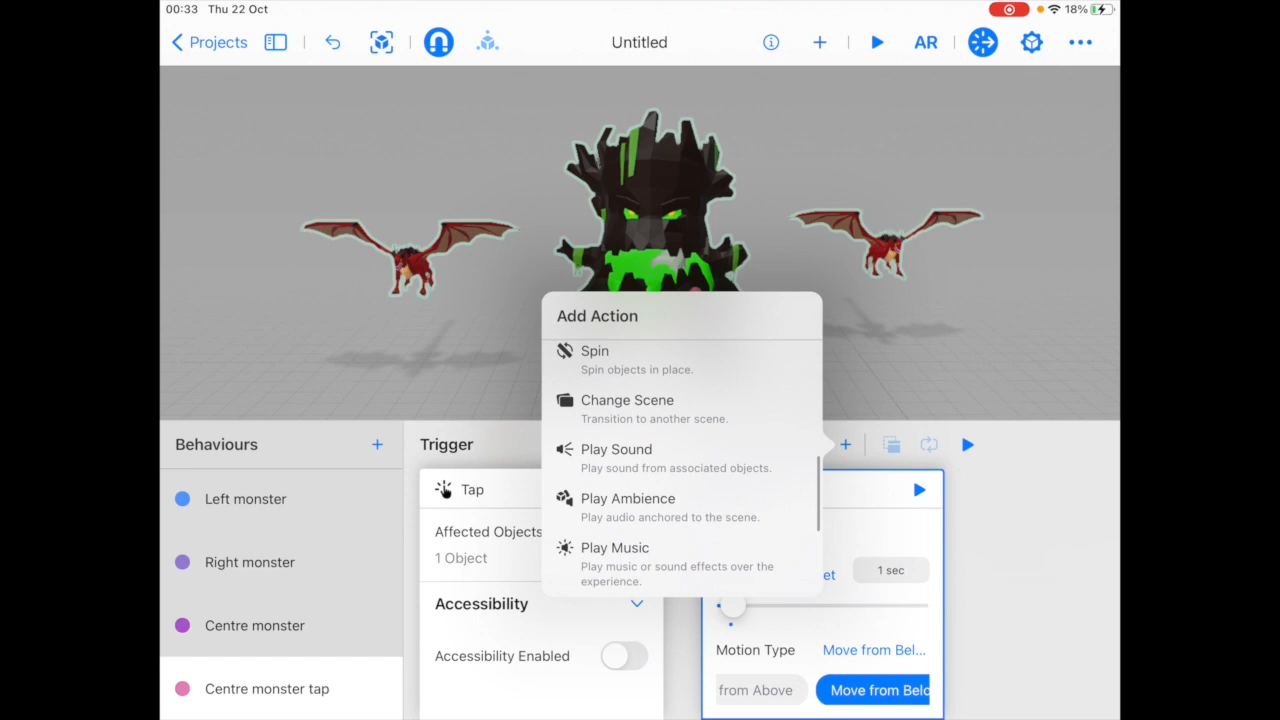 00:33 Thu 22 Oct
18%
Projects
Untitled
AR
Add Action
Spin
Spin objects in place.
Change Scene
Transition to another scene.
Play Sound
Play sound from associated objects.
Play Ambience
Play audio anchored to the scene.
Play Music
Play music or sound effects over the
experience.
Behaviours
Left monster
Right monster
Centre monster
Centre monster tap
Trigger
Tap
Affected Objects
1 Object
Accessibility
Accessibility Enabled
et
1 sec
Motion Type
Move from Bel...
from Above
Move from Belo